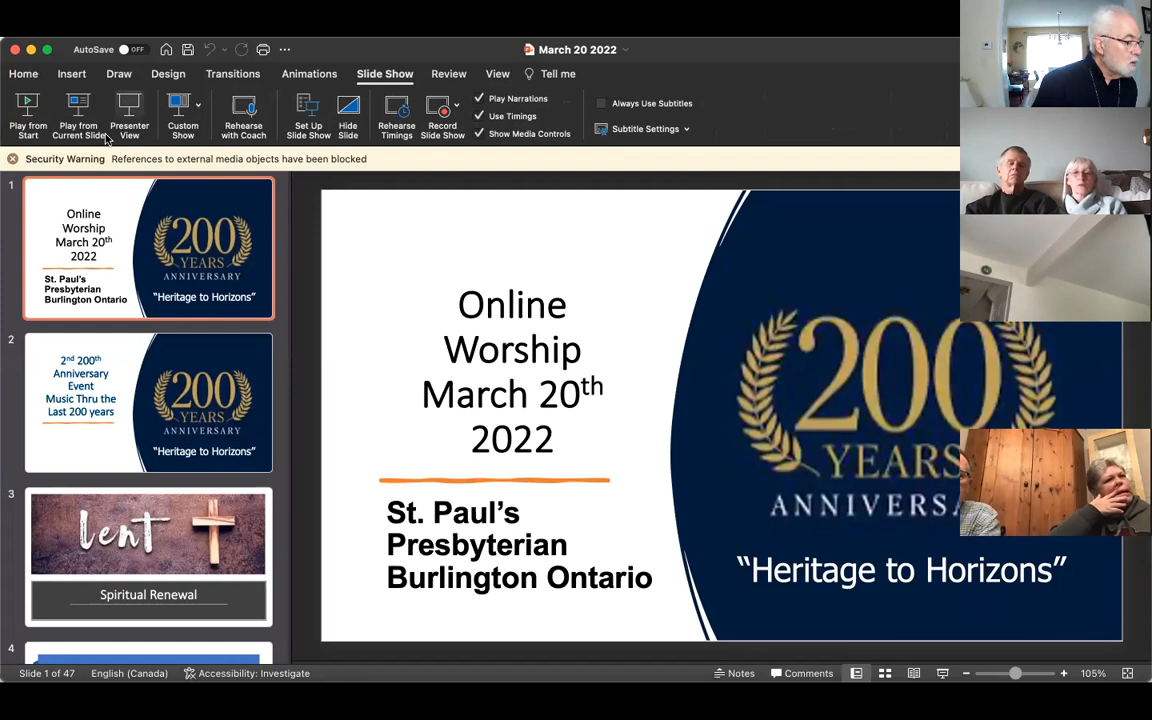 AutoSave OFF
March 20 2022
Home Insert Draw Design Transitions Animations Slide Show Review View Tell me
Play from Start
Play from Current Slide
Presenter View
Custom Show
Rehearse with Coach
Set Up Slide Show
Hide Slide
Rehearse Timings
Record Slide Show
Play Narrations
Use Timings
Show Media Controls
Always Use Subtitles
Subtitle Settings
Security Warning References to external media objects have been blocked
1
Online
Worship
March 20th
2022
St. Paul's
Presbyterian
Burlington Ontario
200
YEARS
ANNIVERSARY
"Heritage to Horizons"
2
2nd 200th
Anniversary
Event
Music Thru the
Last 200 years
200
YEARS
ANNIVERSARY
"Heritage to Horizons"
3
lent
Spiritual Renewal
4
Online
Worship
March 20th
2022
St. Paul's
Presbyterian
Burlington Ontario
200
YEARS
ANNIVERSA
"Heritage to Horizons"
Slide 1 of 47 English (Canada) Accessibility: Investigate Notes Comments 105%